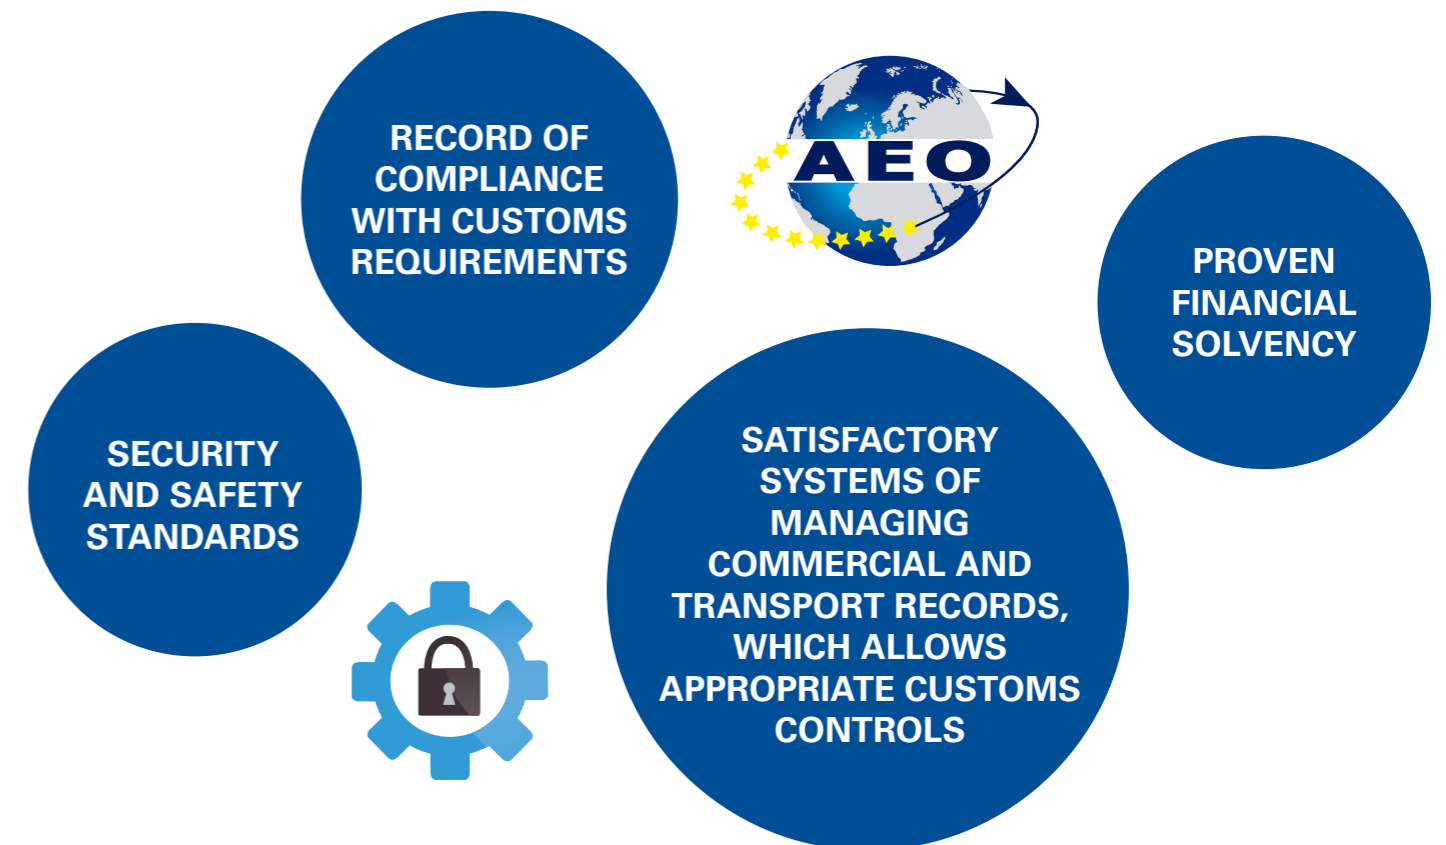 RECORD OF
COMPLIANCE
WITH CUSTOMS
REQUIREMENTS
AEO
PROVEN
FINANCIAL
SOLVENCY
SECURITY
AND SAFETY
STANDARDS
SATISFACTORY
SYSTEMS OF
MANAGING
COMMERCIAL AND
TRANSPORT RECORDS,
WHICH ALLOWS
APPROPRIATE CUSTOMS
CONTROLS